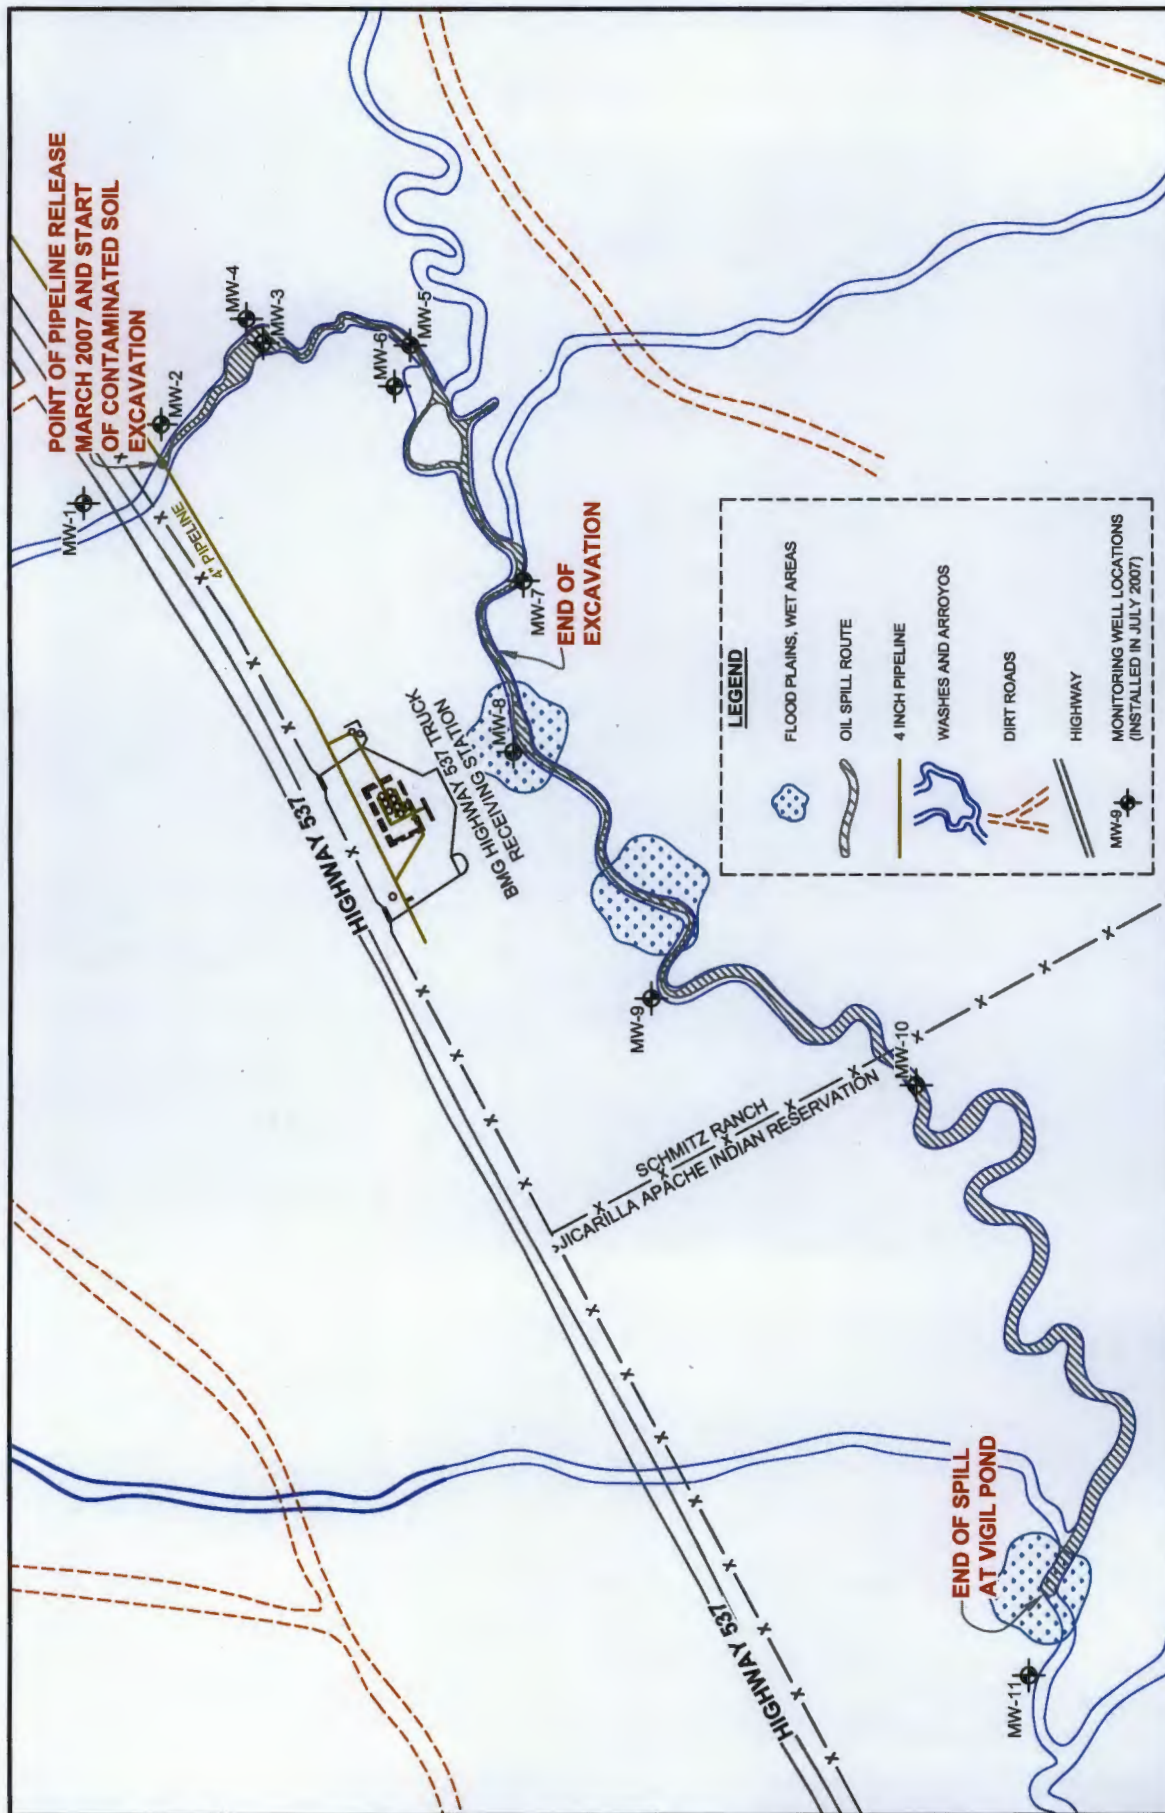 POINT OF PIPELINE RELEASE
MARCH 2007 AND START
OF CONTAMINATED SOIL
EXCAVATION
MW-1
MW-2
MW-4
MW-3
MW-6
MW-5
4" PIPELINE
MW-7
END OF
EXCAVATION
MW-8
HIGHWAY 537
BMG HIGHWAY 537 TRUCK
RECEIVING STATION
MW-9
MW-10
SCHMITZ RANCH
JICARILLA APACHE INDIAN RESERVATION
HIGHWAY 537
END OF SPILL
AT VIGIL POND
MW-11
LEGEND
FLOOD PLAINS, WET AREAS
OIL SPILL ROUTE
4 INCH PIPELINE
WASHES AND ARROYOS
DIRT ROADS
HIGHWAY
MW-9
MONITORING WELL LOCATIONS
(INSTALLED IN JULY 2007)